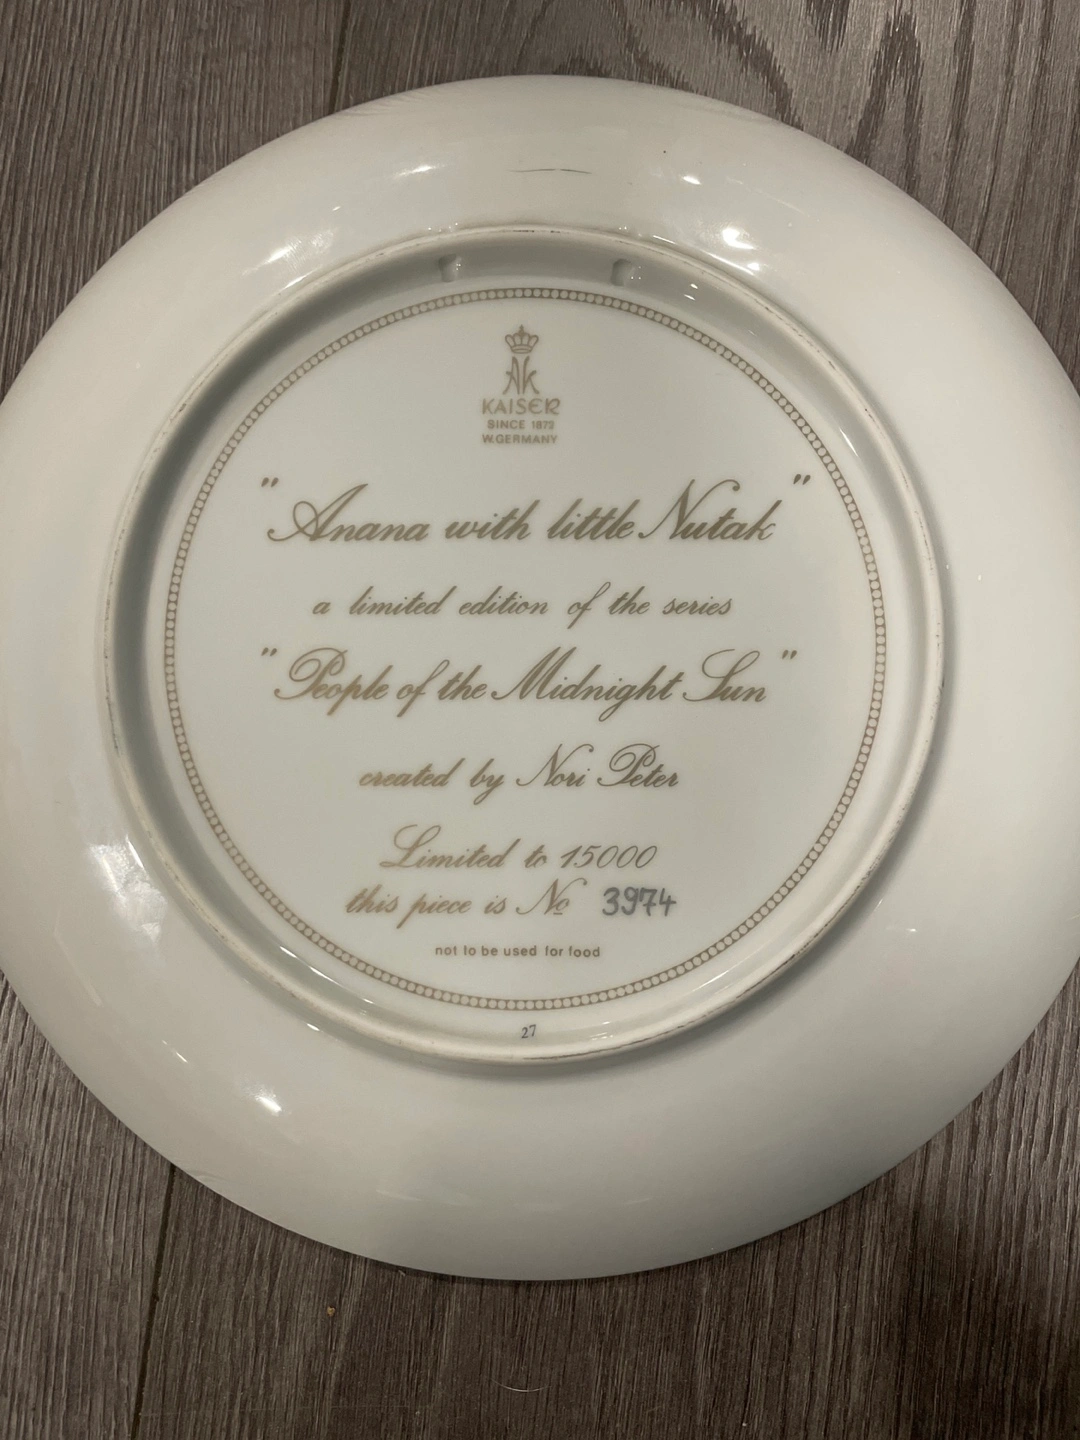 AK
KAISER
SINCE 1872
W.GERMANY
"Anana with little Nutak"
a limited edition of the series
"People of the Midnight Sun"
created by Nori Peter
Limited to 15000
this piece is No 3974
not to be used for food
27